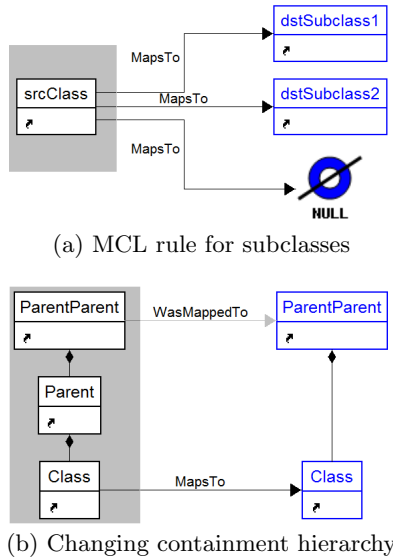 dstSubclass1
MapsTo
srcClass
MapsTo
dstSubclass2
MapsTo
NULL
(a) MCL rule for subclasses
ParentParent
WasMappedTo
ParentParent
Parent
Class
MapsTo
Class
(b) Changing containment hierarchy